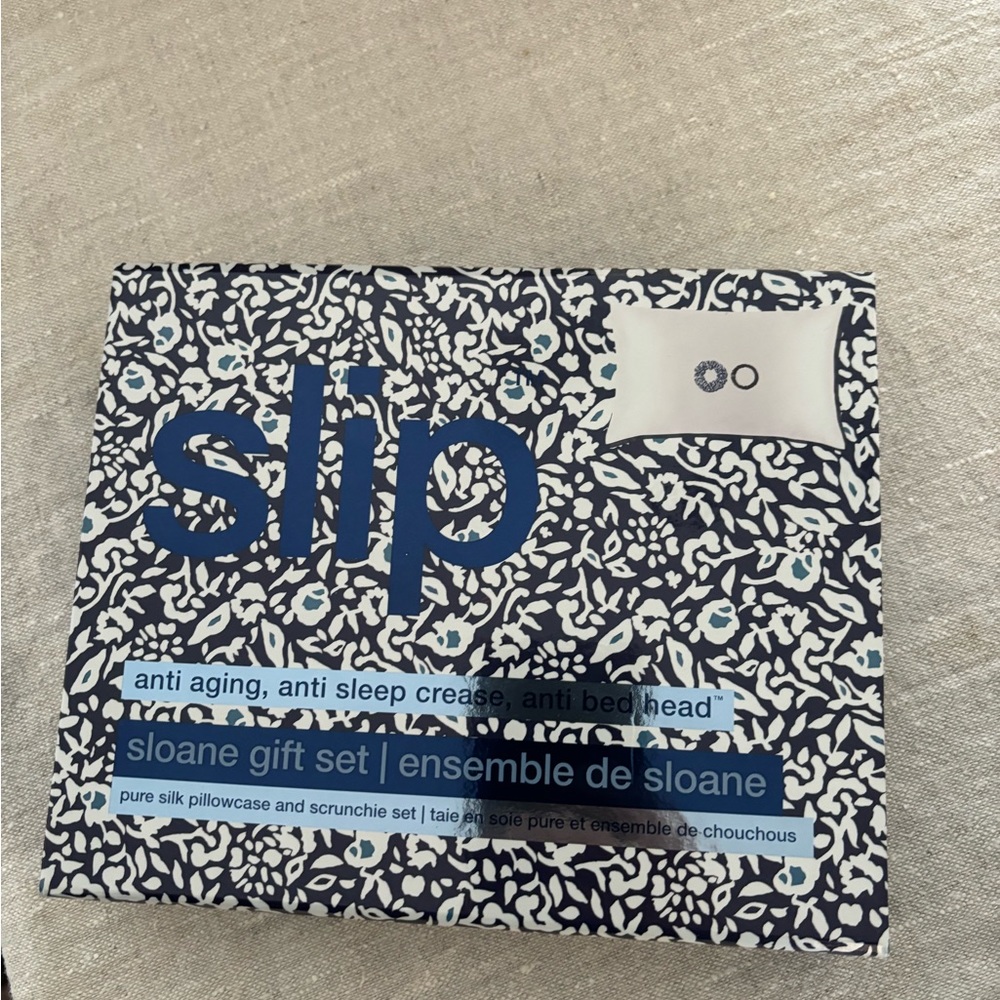 slip™
anti aging, anti sleep crease, anti bed head™
sloane gift set | ensemble de sloane
pure silk pillowcase and scrunchie set | taie en soie pure et ensemble de chouchous